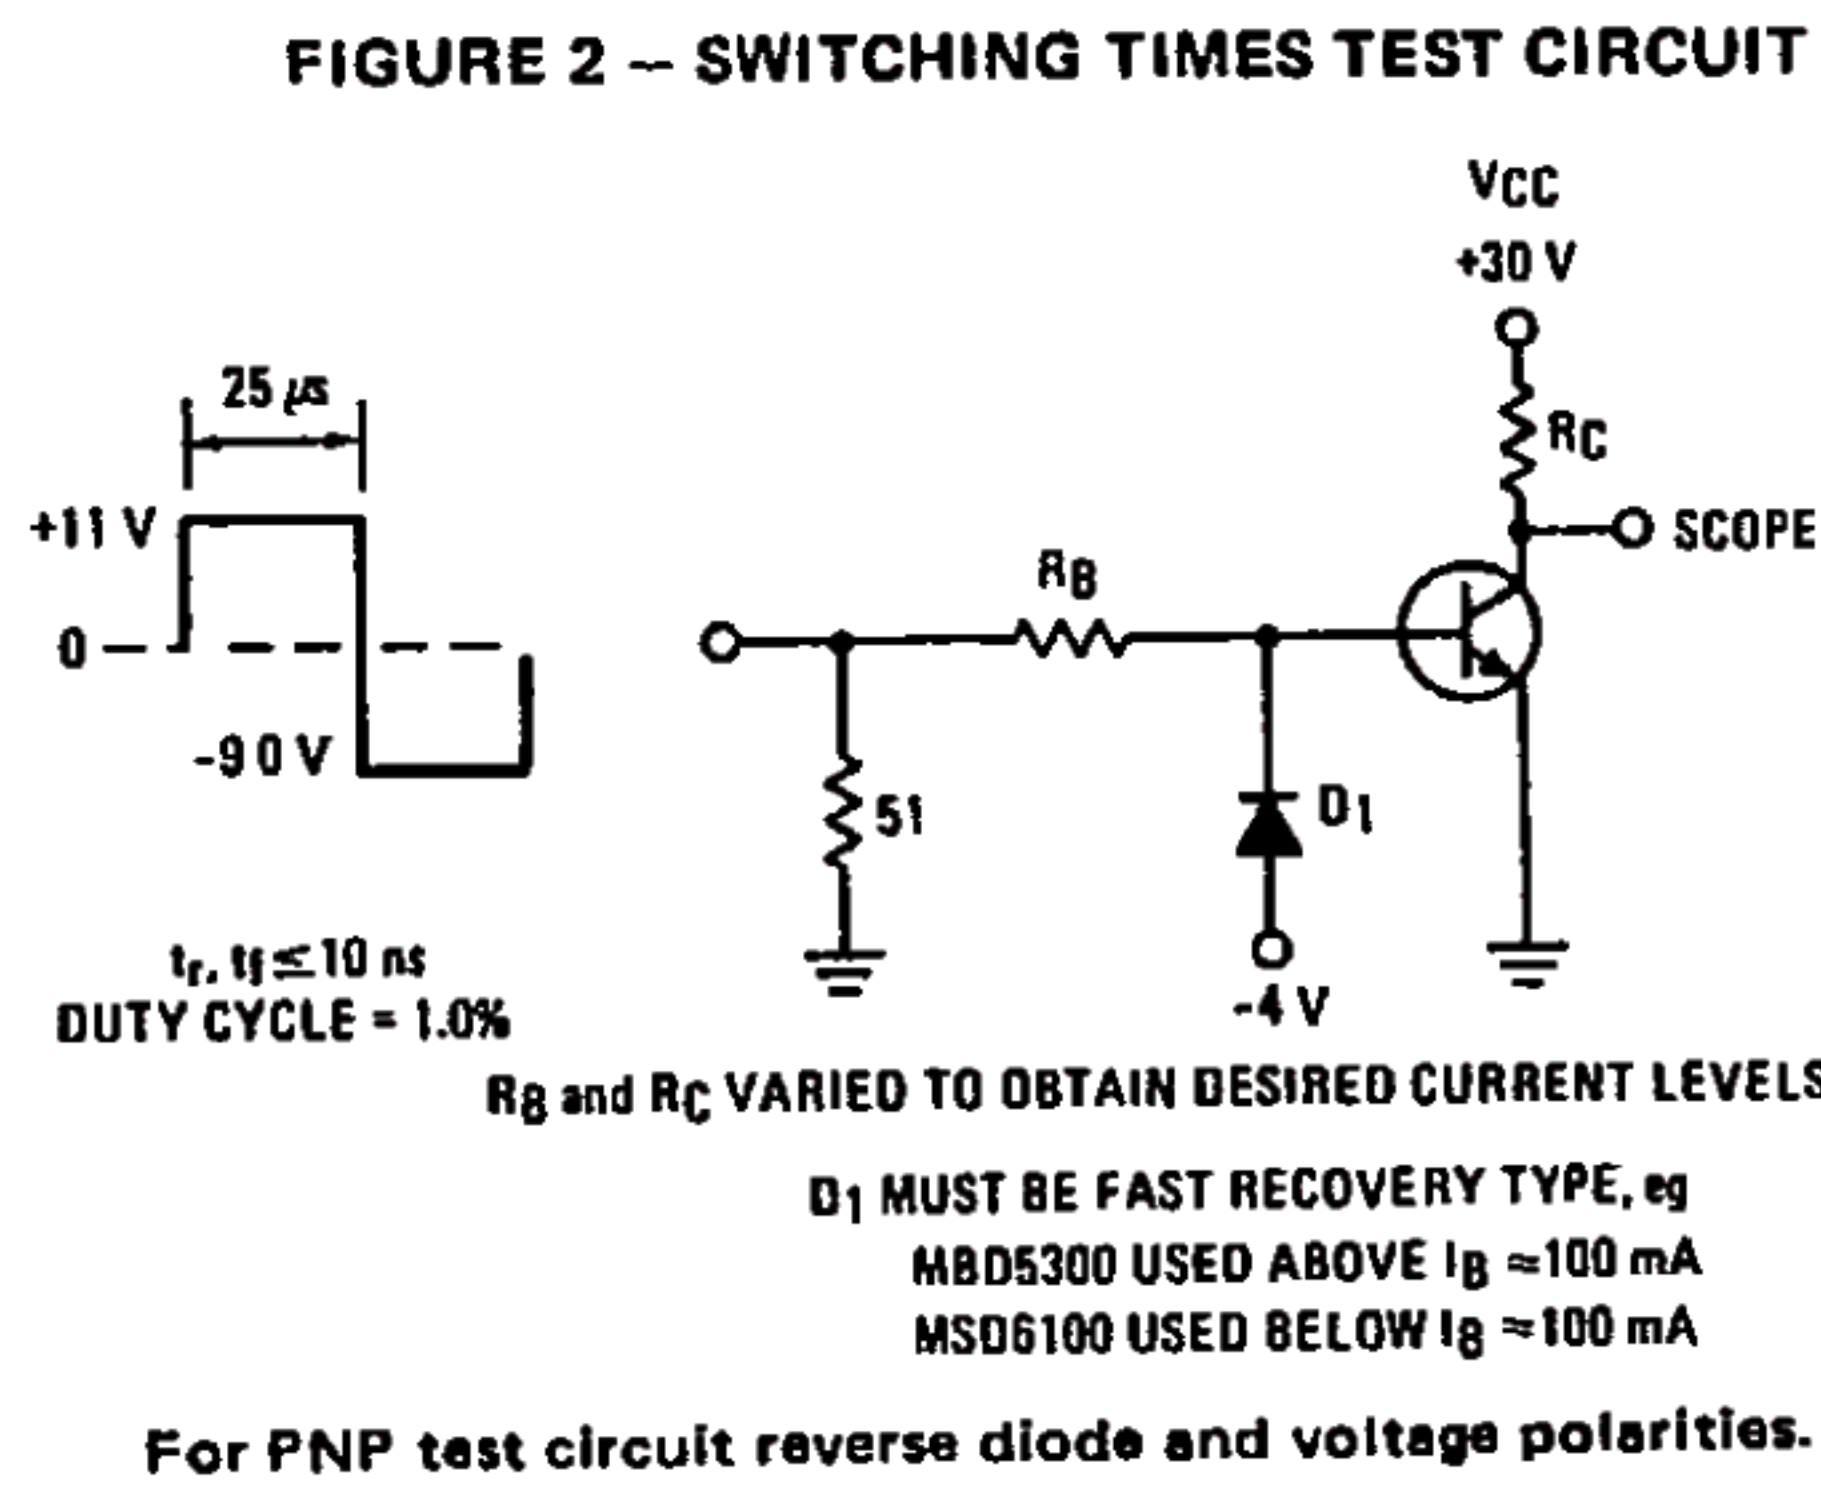 FIGURE 2 – SWITCHING TIMES TEST CIRCUIT
VCC
+30 V
25 μs
RC
+11 V
SCOPE
RB
0
-90 V
51
D1
tr, tf ≤ 10 ns
-4 V
DUTY CYCLE = 1.0%
RB and RC VARIED TO OBTAIN DESIRED CURRENT LEVELS
D1 MUST BE FAST RECOVERY TYPE, eg
MBD5300 USED ABOVE IB ≈100 mA
MSD6100 USED BELOW IB ≈100 mA
For PNP test circuit reverse diode and voltage polarities.